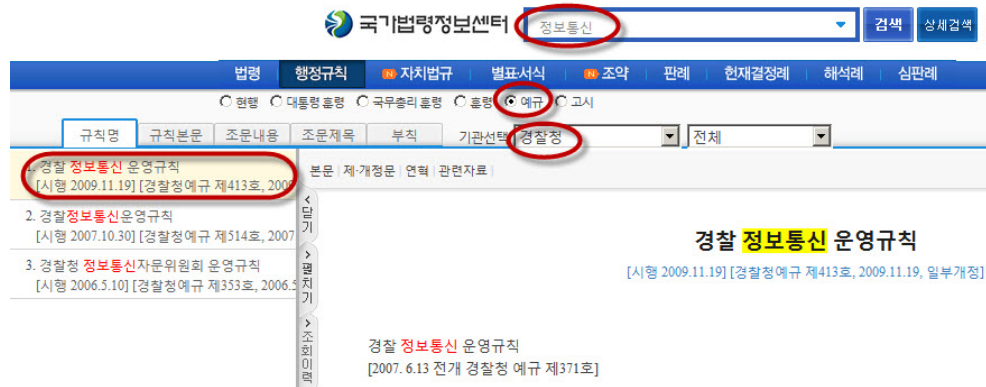 국가법령정보센터 정보통신 검색 상세검색
법령 행정규칙 N 자치법규 별표서식 N 조약 판례 헌재결정례 해석례 심판례
현행 대통령훈령 국무총리훈령 훈령 예규 고시
규칙명 규칙본문 조문내용 조문제목 부칙 기관선택 경찰청 전체
1. 경찰 정보통신 운영규칙
[시행 2009.11.19] [경찰청예규 제413호, 200
2. 경찰정보통신운영규칙
[시행 2007.10.30] [경찰청예규 제514호, 2007
3. 경찰청 정보통신자문위원회 운영규칙
[시행 2006.5.10] [경찰청예규 제353호, 2006.5
본문 제·개정문 연혁 관련자료
닫기
펼치기
조회이력
경찰 정보통신 운영규칙
[시행 2009.11.19] [경찰청예규 제413호, 2009.11.19, 일부개정]
경찰 정보통신 운영규칙
[2007. 6.13 전개 경찰청 예규 제371호]